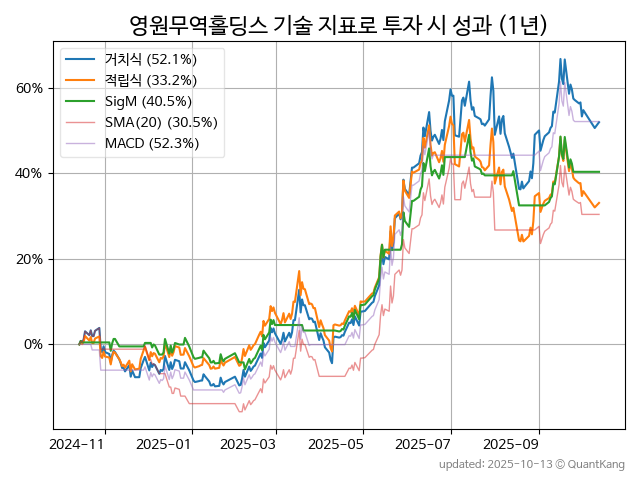 영원무역홀딩스 기술 지표로 투자 시 성과 (1년)
거치식 (52.1%)
적립식 (33.2%)
SigM (40.5%)
SMA(20) (30.5%)
MACD (52.3%)
60%
40%
20%
0%
2024-11 2025-01 2025-03 2025-05 2025-07 2025-09
updated: 2025-10-13 © QuantKang